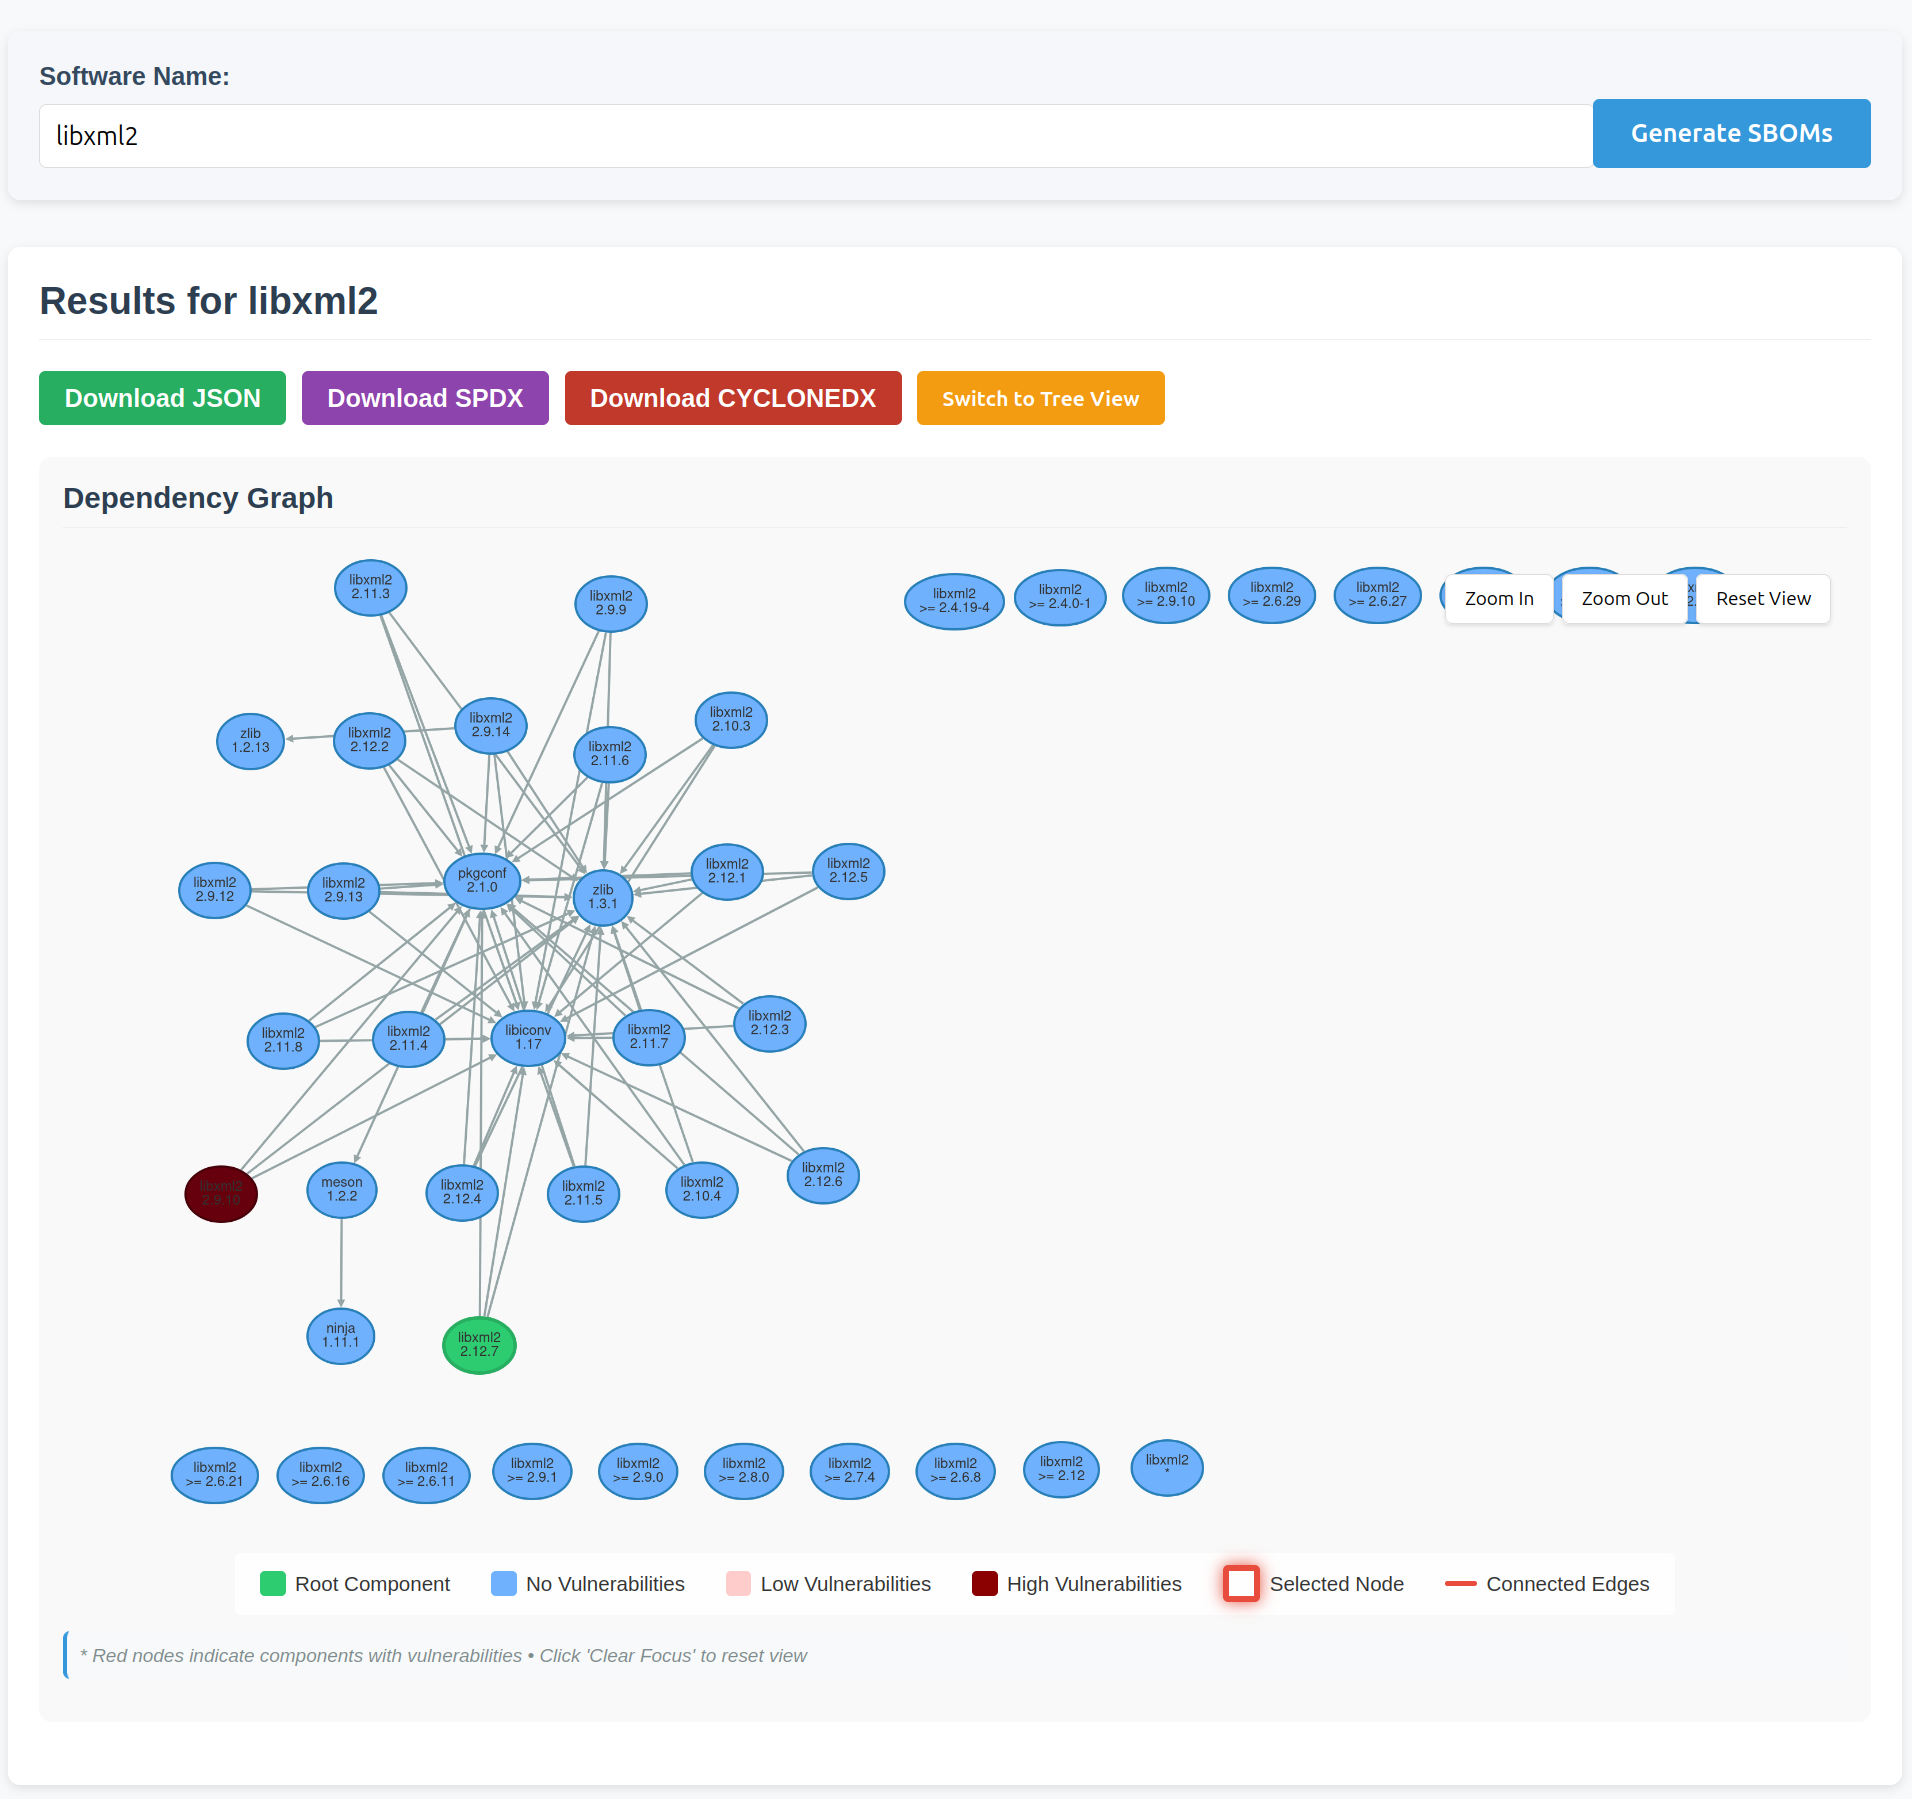 Software Name:
libxml2
Generate SBOMs
Results for libxml2
Download JSON
Download SPDX
Download CYCLONEDX
Switch to Tree View
Dependency Graph
libxml2
2.11.3
libxml2
2.9.9
libxml2
>= 2.4.19-4
libxml2
>= 2.4.0-1
libxml2
>= 2.9.10
libxml2
>= 2.6.29
libxml2
>= 2.6.27
Zoom In
Zoom Out
Reset View
zlib
1.2.13
libxml2
2.12.2
libxml2
2.9.14
libxml2
2.11.6
libxml2
2.10.3
libxml2
2.9.12
libxml2
2.9.13
pkgconf
2.1.0
zlib
1.3.1
libxml2
2.12.1
libxml2
2.12.5
libxml2
2.11.8
libxml2
2.11.4
libiconv
1.17
libxml2
2.11.7
libxml2
2.12.3
libxml2
2.9.10
meson
1.2.2
libxml2
2.12.4
libxml2
2.11.5
libxml2
2.10.4
libxml2
2.12.6
ninja
1.11.1
libxml2
2.12.7
libxml2
>= 2.6.21
libxml2
>= 2.6.16
libxml2
>= 2.6.11
libxml2
>= 2.9.1
libxml2
>= 2.9.0
libxml2
>= 2.8.0
libxml2
>= 2.7.4
libxml2
>= 2.6.8
libxml2
>= 2.12
libxml2
*
Root Component
No Vulnerabilities
Low Vulnerabilities
High Vulnerabilities
Selected Node
Connected Edges
* Red nodes indicate components with vulnerabilities • Click 'Clear Focus' to reset view